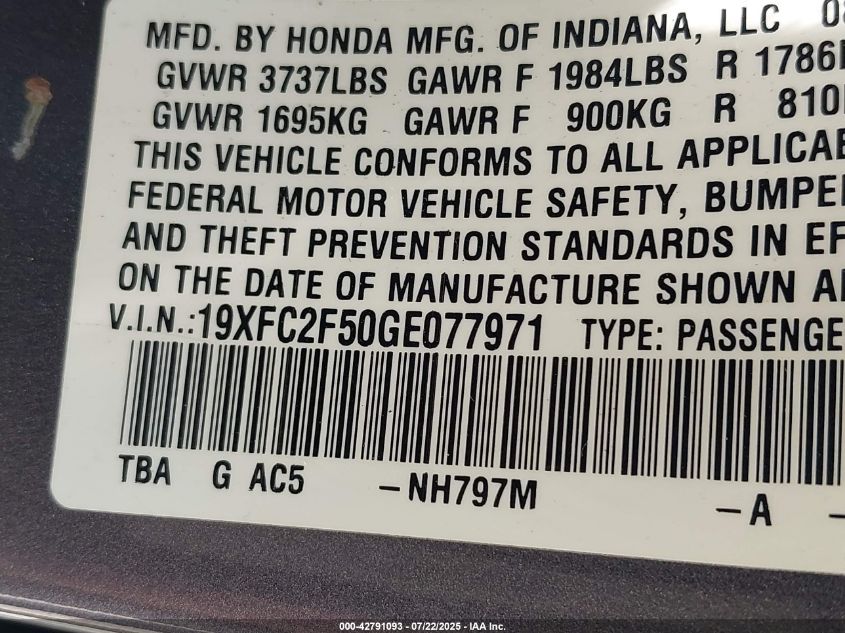 MFD. BY HONDA MFG. OF INDIANA, LLC
GVWR 3737LBS GAWR F 1984LBS R 1786
GVWR 1695KG GAWR F 900KG R 810
THIS VEHICLE CONFORMS TO ALL
FEDERAL MOTOR VEHICLE SAFETY,
AND THEFT PREVENTION STANDARDS IN
ON THE DATE OF MANUFACTURE SHOWN
V.I.N.:19XFC2F50GE077971 TYPE:
TBA G AC5 -NH797M -A -
000-42791093 - 07/22/2025 - IAA Inc.